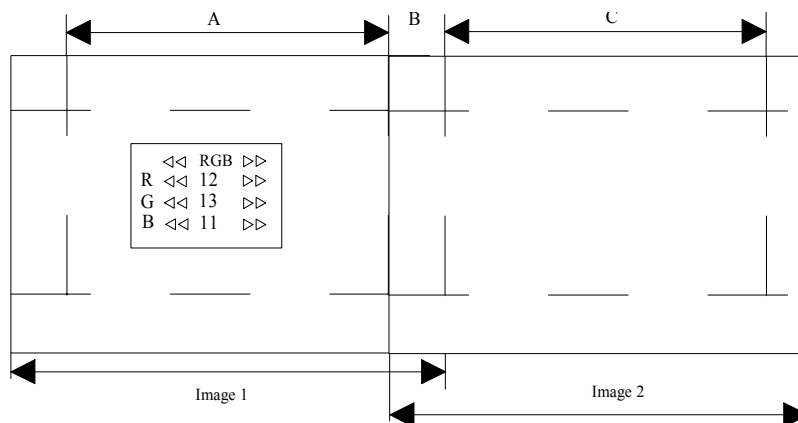 A B C
◁◁ RGB ▷▷
R ◁◁ 12 ▷▷
G ◁◁ 13 ▷▷
B ◁◁ 11 ▷▷
Image 1
Image 2